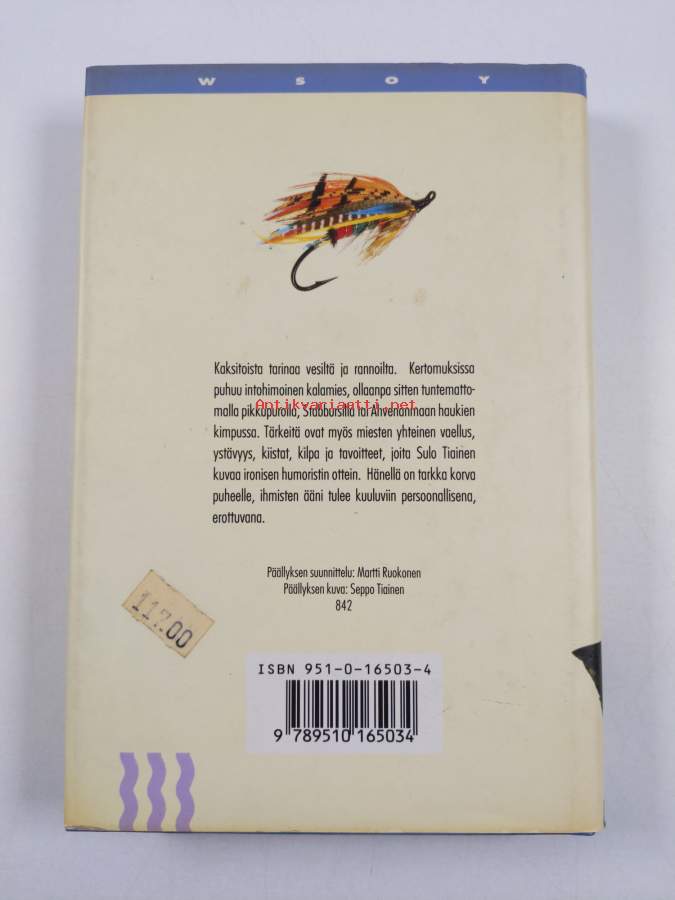 W S O Y
Kaksitoista tarinaa vesiltä ja rannoilta. Kertomuksissa
puhuu intohimoinen kalamies, ollaanpa sitten tuntematto-
malla pikkupurolla, Stabbursilla tai Ahvenanmaan haukien
Antikvariaatti.net
kimpussa. Tärkeitä ovat myös miesten yhteinen vaellus,
ystävyys, kiistat, kilpa ja tavoitteet, joita Sulo Tiainen
kuvaa ironisen humoristin ottein. Hänellä on tarkka korva
puheelle, ihmisten ääni tulee kuuluviin persoonallisena,
erottuvana.
Päällyksen suunnittelu: Martti Ruokonen
Päällyksen kuva: Seppo Tiainen
842
117.00
ISBN 951-0-16503-4
9 789510 165034